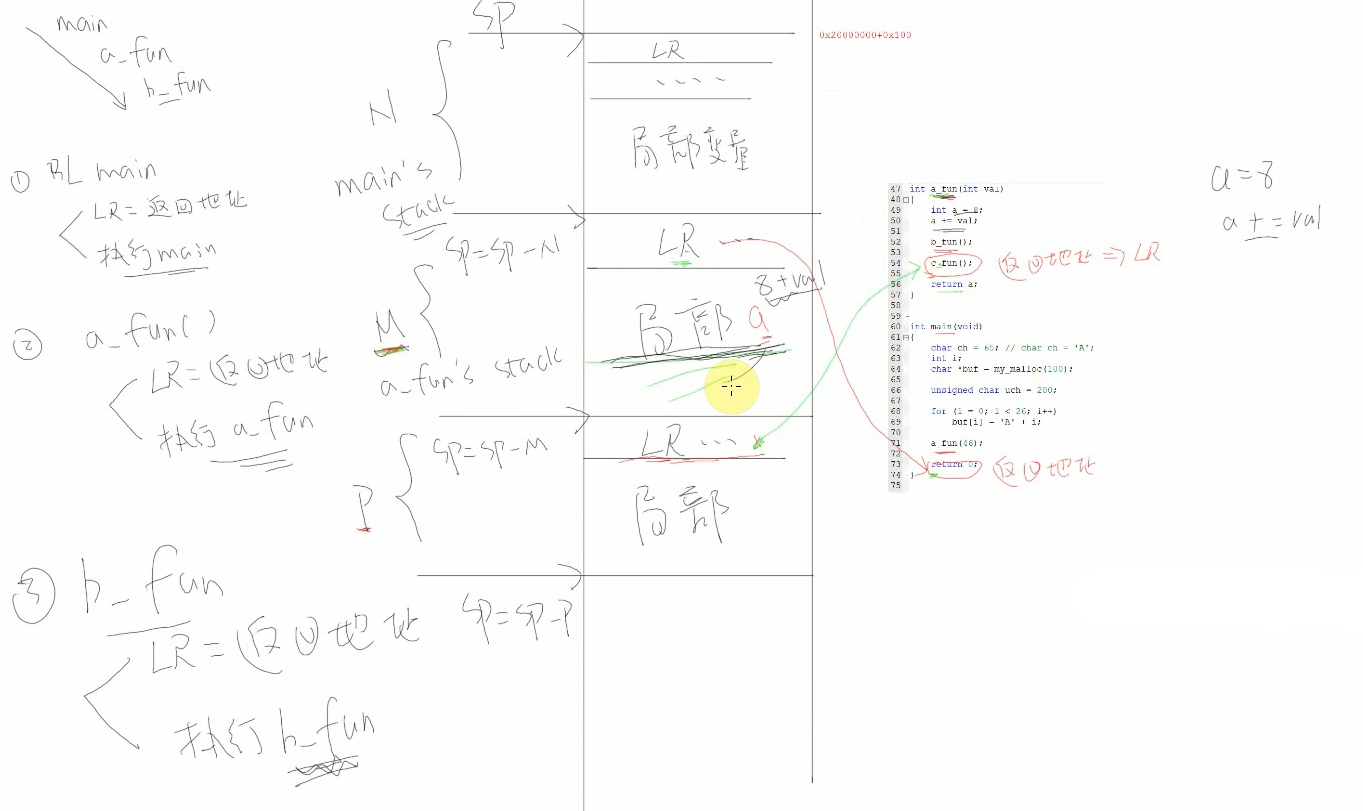 main
a_fun
b_fun
① BL main
LR=返回地址
执行main
② a_fun()
LR=返回地址
执行 a_fun
③ b_fun
LR=返回地址
执行 b_fun
SP
N
main's
stack
SP=SP-N
M
a_fun's stack
SP=SP-M
P
SP=SP-P
LR
....
局部变量
LR
8+val
局部 a
LR ...
局部
0x20000000+0x100
47 int a_fun(int val)
48 {
49 int a = 8;
50 a += val;
51
52 b_fun();
53
54 c_fun();
55
56 return a;
57 }
58
59
60 int main(void)
61 {
62 char ch = 65; // char ch = 'A';
63 int i;
64 char *buf = my_malloc(100);
65
66 unsigned char uch = 200;
67
68 for (i = 0; i < 26; i++)
69 buf[i] = 'A' + i;
70
71 a_fun(46);
72
73 return 0;
74 }
75
返回地址 => LR
返回地址
a=8
a+=val